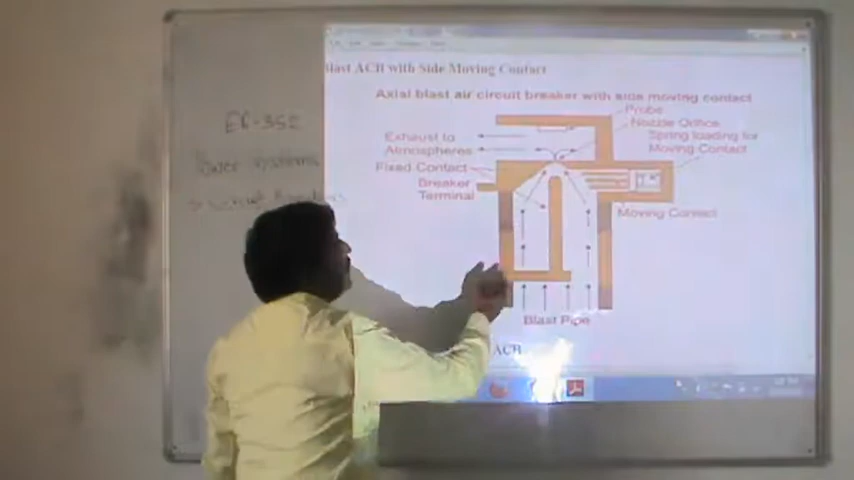 Blast ACB with Side Moving Contact
Axial blast air circuit breaker with side moving contact
Probe
Nozzle Orifice
Exhaust to
Atmospheres
Spring loading for
Moving Contact
Fixed Contact
Breaker
Terminal
Moving Contact
Blast Pipe
ACB
EE-352
Power systems